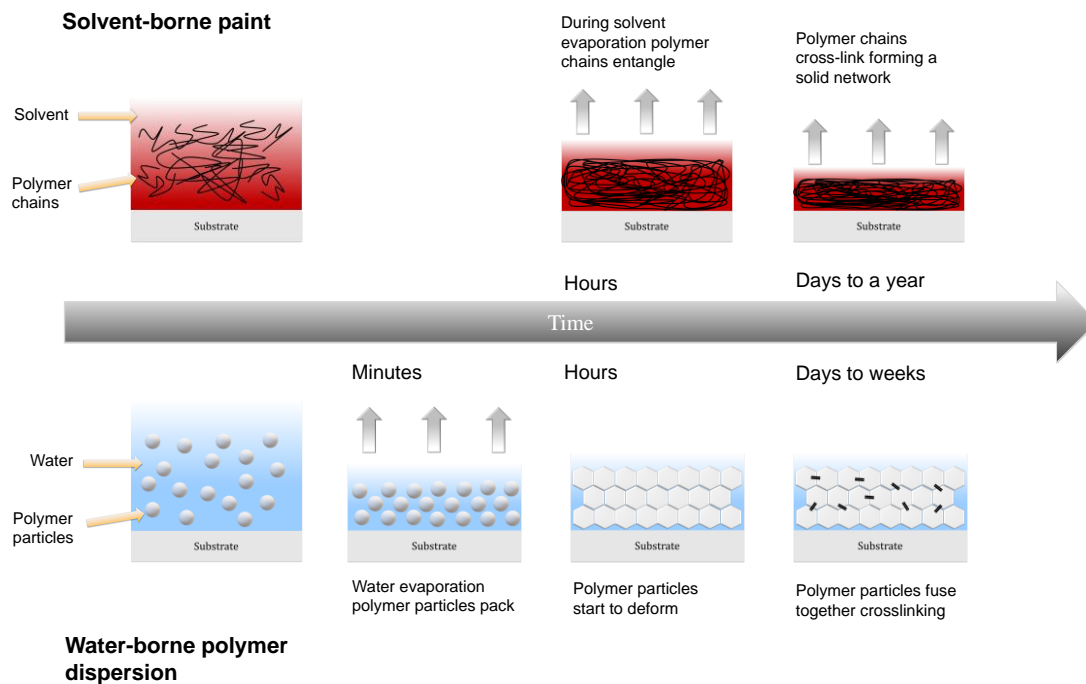 Solvent-borne paint
During solvent
evaporation polymer
chains entangle
Polymer chains
cross-link forming a
solid network
Solvent
Polymer
chains
Substrate
Substrate
Substrate
Hours
Days to a year
Time
Minutes
Hours
Days to weeks
Water
Polymer
particles
Substrate
Substrate
Substrate
Substrate
Water evaporation
polymer particles pack
Polymer particles
start to deform
Polymer particles fuse
together crosslinking
Water-borne polymer
dispersion